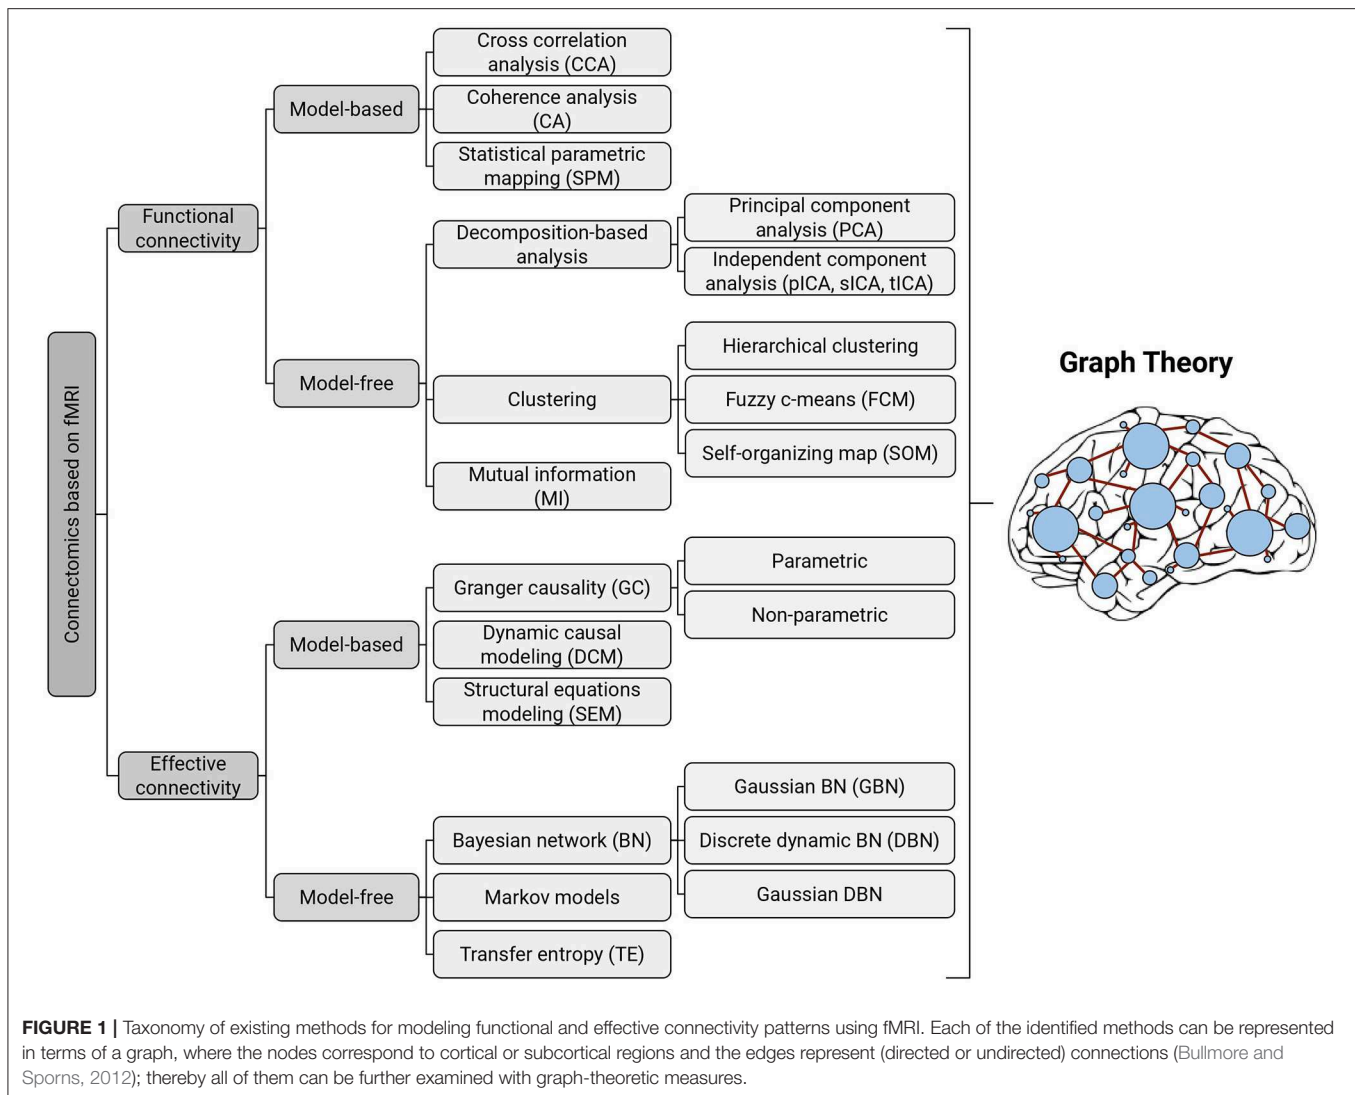 Connectomics based on fMRI
Functional
connectivity
Model-based
Cross correlation
analysis (CCA)
Coherence analysis
(CA)
Statistical parametric
mapping (SPM)
Model-free
Decomposition-based
analysis
Principal component
analysis (PCA)
Independent component
analysis (pICA, sICA, tICA)
Clustering
Hierarchical clustering
Fuzzy c-means (FCM)
Self-organizing map (SOM)
Mutual information
(MI)
Effective
connectivity
Model-based
Granger causality (GC)
Parametric
Non-parametric
Dynamic causal
modeling (DCM)
Structural equations
modeling (SEM)
Model-free
Bayesian network (BN)
Gaussian BN (GBN)
Discrete dynamic BN (DBN)
Gaussian DBN
Markov models
Transfer entropy (TE)
Graph Theory
FIGURE 1 | Taxonomy of existing methods for modeling functional and effective connectivity patterns using fMRI. Each of the identified methods can be represented
in terms of a graph, where the nodes correspond to cortical or subcortical regions and the edges represent (directed or undirected) connections (Bullmore and
Sporns, 2012); thereby all of them can be further examined with graph-theoretic measures.